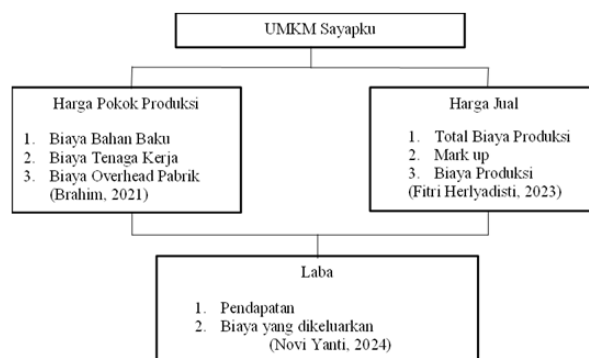 UMKM Sayapku
Harga Pokok Produksi
1. Biaya Bahan Baku
2. Biaya Tenaga Kerja
3. Biaya Overhead Pabrik
(Brahim, 2021)
Harga Jual
1. Total Biaya Produksi
2. Mark up
3. Biaya Produksi
(Fitri Herlyadisti, 2023)
Laba
1. Pendapatan
2. Biaya yang dikeluarkan
(Novi Yanti, 2024)